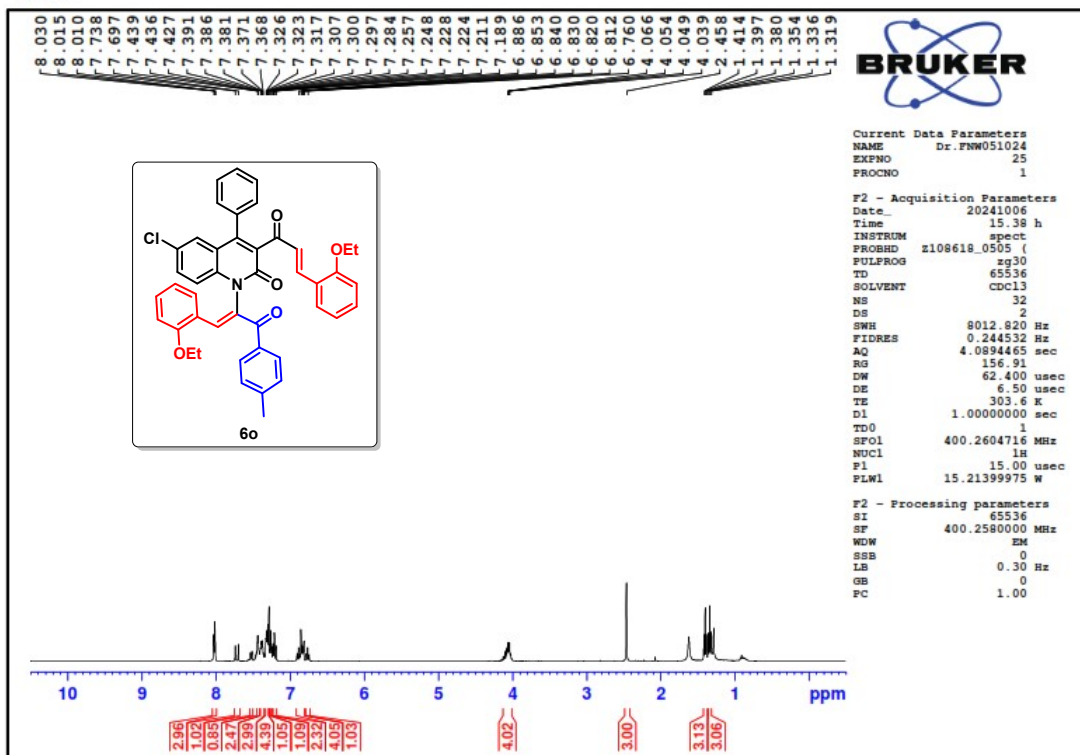 8.030
8.015
8.010
7.738
7.697
7.439
7.436
7.427
7.391
7.386
7.381
7.371
7.368
7.326
7.323
7.317
7.307
7.300
7.297
7.284
7.257
7.248
7.228
7.224
7.211
7.189
6.886
6.853
6.840
6.830
6.820
6.812
6.760
4.066
4.054
4.049
4.039
2.458
1.414
1.397
1.380
1.354
1.336
1.319
BRUKER
Current Data Parameters
NAME Dr.FNW051024
EXPNO 25
PROCNO 1
F2 - Acquisition Parameters
Date_ 20241006
Time 15.38 h
INSTRUM spect
PROBHD z108618_0505 (
PULPROG zg30
TD 65536
SOLVENT CDCl3
NS 32
DS 2
SWH 8012.820 Hz
FIDRES 0.244532 Hz
AQ 4.0894465 sec
RG 156.91
DW 62.400 usec
DE 6.50 usec
TE 303.6 K
D1 1.00000000 sec
TD0 1
SFO1 400.2604716 MHz
NUC1 1H
P1 15.00 usec
PLW1 15.21399975 W
F2 - Processing parameters
SI 65536
SF 400.2580000 MHz
WDW EM
SSB 0
LB 0.30 Hz
GB 0
PC 1.00
O
Cl
OEt
N
O
O
OEt
6o
10 9 8 7 6 5 4 3 2 1 ppm
2.96
1.02
0.85
2.47
2.99
4.39
1.05
1.09
2.32
4.05
1.03
4.02
3.00
3.13
3.06